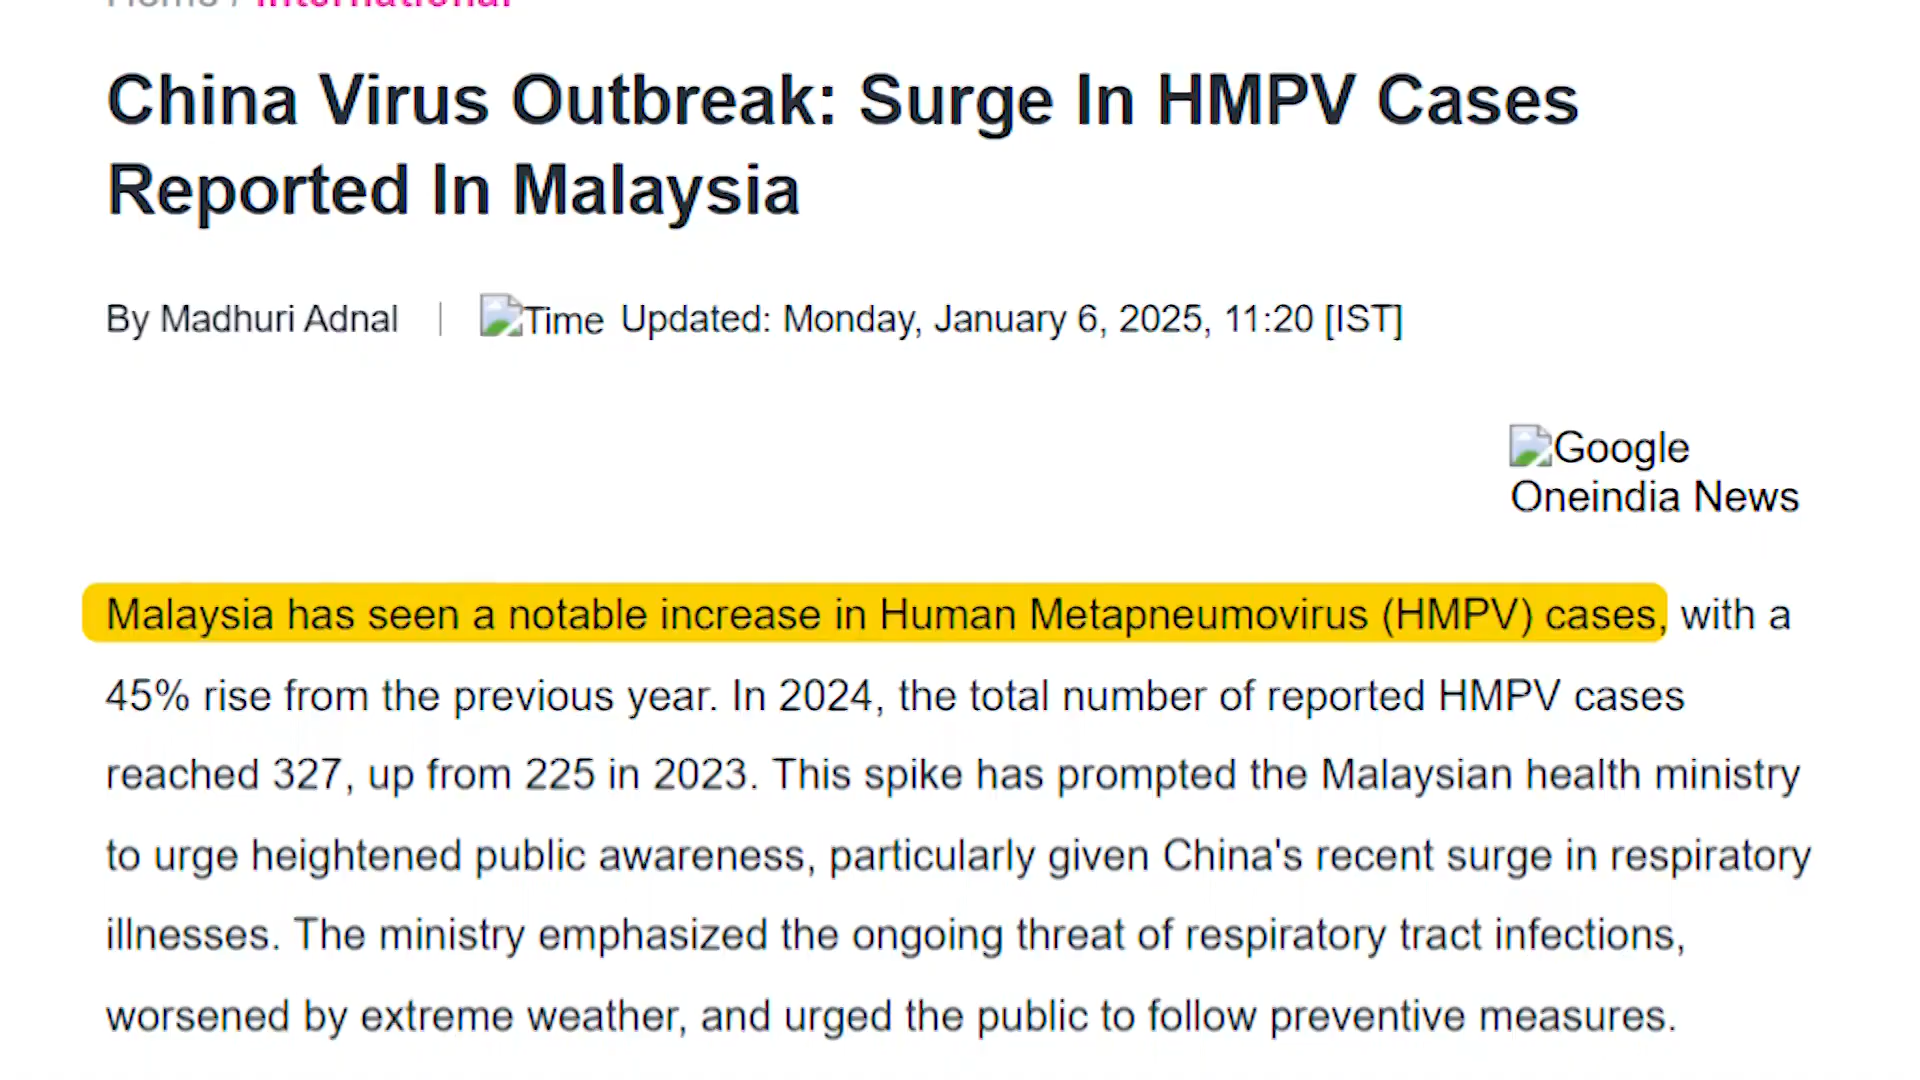 Home / International
China Virus Outbreak: Surge In HMPV Cases
Reported In Malaysia
By Madhuri Adnal | Time Updated: Monday, January 6, 2025, 11:20 [IST]
Google
Oneindia News
Malaysia has seen a notable increase in Human Metapneumovirus (HMPV) cases, with a
45% rise from the previous year. In 2024, the total number of reported HMPV cases
reached 327, up from 225 in 2023. This spike has prompted the Malaysian health ministry
to urge heightened public awareness, particularly given China's recent surge in respiratory
illnesses. The ministry emphasized the ongoing threat of respiratory tract infections,
worsened by extreme weather, and urged the public to follow preventive measures.